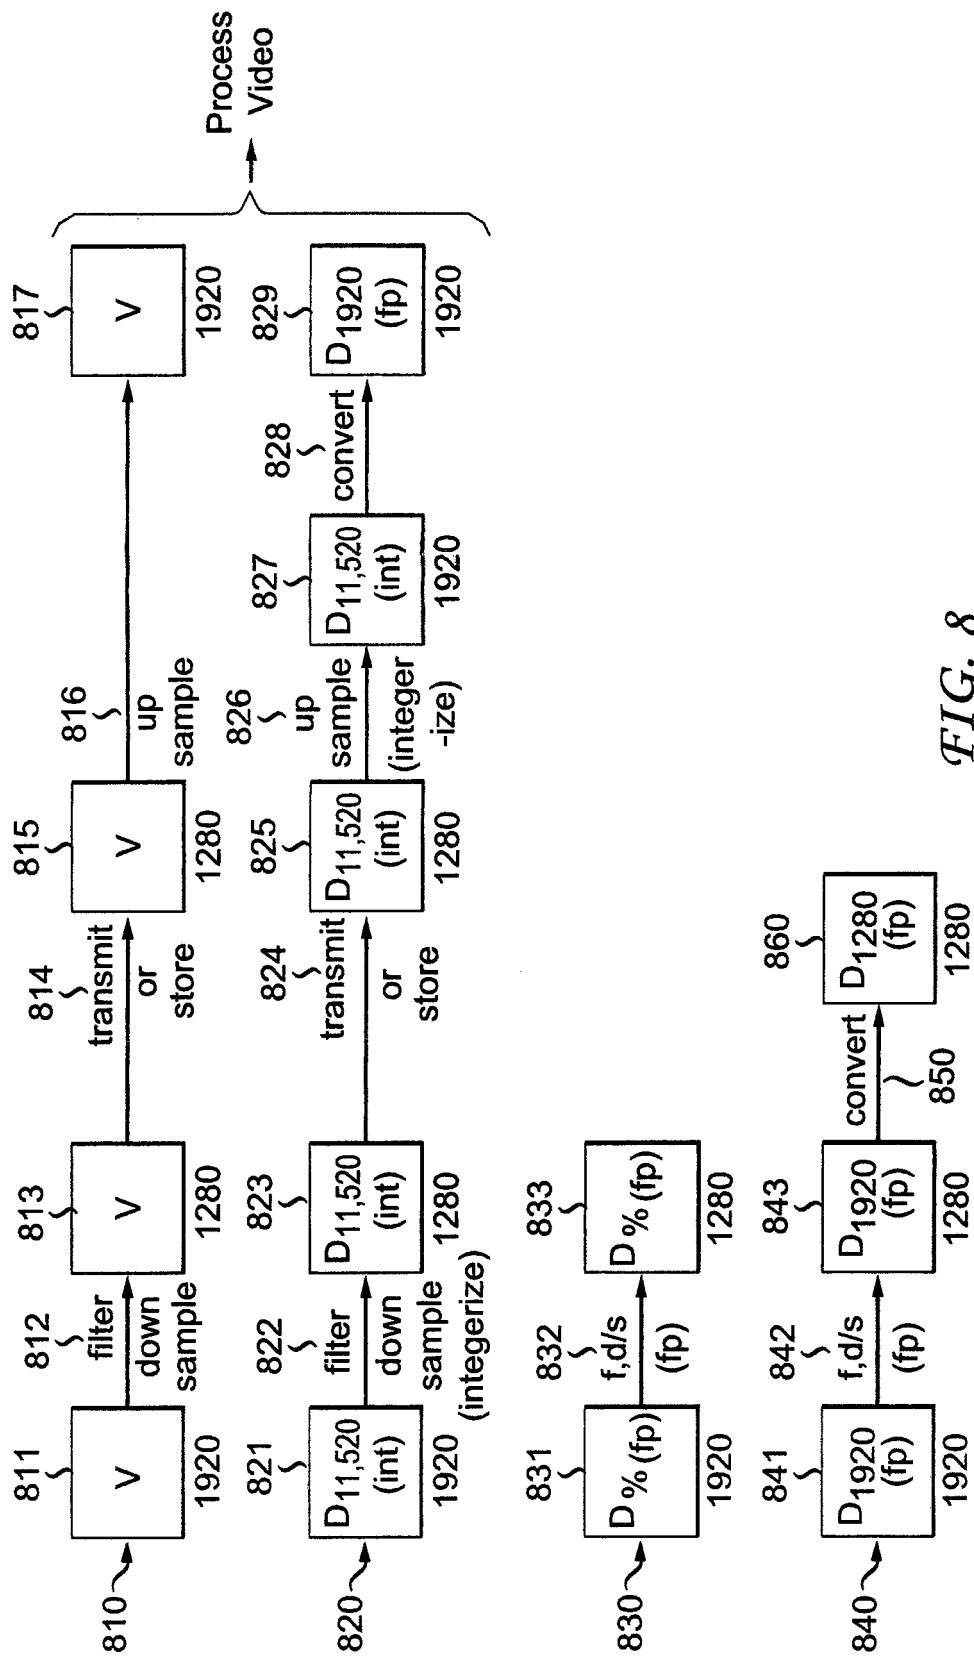 810
811
V
1920
812
filter
down
sample
813
V
1280
814
transmit
or
store
815
V
1280
816
up
sample
817
V
1920
820
821
D11,520
(int)
1920
822
filter
down
sample
(integerize)
823
D11,520
(int)
1280
824
transmit
or
store
825
D11,520
(int)
1280
826
up
sample
(integer
-ize)
827
D11,520
(int)
1920
828
convert
829
D1920
(fp)
1920
Process
Video
830
831
D%(fp)
1920
832
f,d/s
(fp)
833
D%(fp)
1280
840
841
D1920
(fp)
1920
842
f,d/s
(fp)
843
D1920
(fp)
1280
convert
850
860
D1280
(fp)
1280
FIG. 8